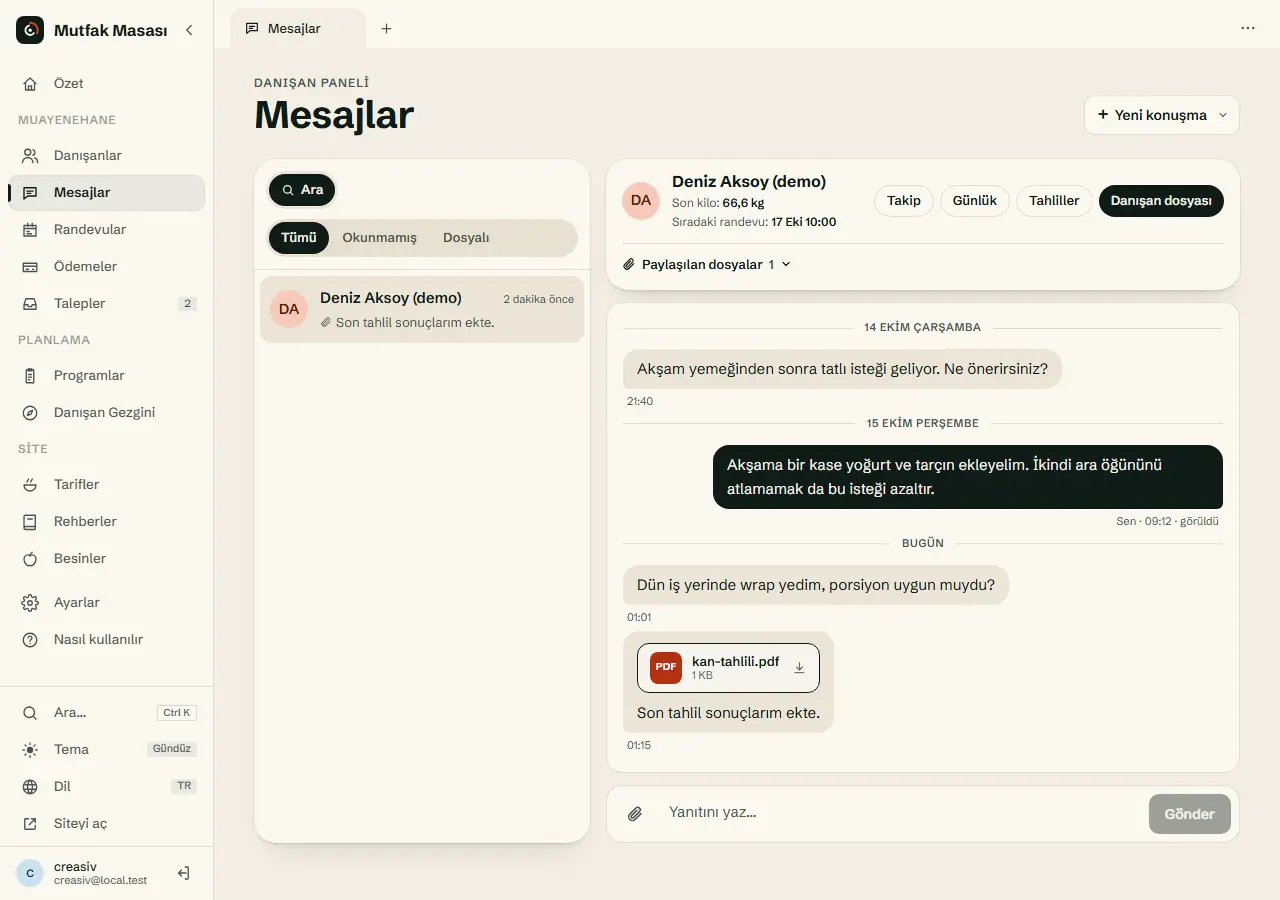 Mutfak Masası
Özet
MUAYENEHANE
Danışanlar
Mesajlar
Randevular
Ödemeler
Talepler 2
PLANLAMA
Programlar
Danışan Gezgini
SİTE
Tarifler
Rehberler
Besinler
Ayarlar
Nasıl kullanılır
Ara... Ctrl K
Tema Gündüz
Dil TR
Siteyi aç
C creasiv
creasiv@local.test
Mesajlar
DANIŞAN PANELİ
Mesajlar
Yeni konuşma
Ara
Tümü Okunmamış Dosyalı
DA Deniz Aksoy (demo) 2 dakika önce
Son tahlil sonuçlarım ekte.
DA Deniz Aksoy (demo)
Son kilo: 66,6 kg
Sıradaki randevu: 17 Eki 10:00
Takip Günlük Tahliller Danışan dosyası
Paylaşılan dosyalar 1
14 EKİM ÇARŞAMBA
Akşam yemeğinden sonra tatlı isteği geliyor. Ne önerirsiniz?
21:40
15 EKİM PERŞEMBE
Akşama bir kase yoğurt ve tarçın ekleyelim. İkindi ara öğününü
atlamamak da bu isteği azaltır.
Sen · 09:12 · görüldü
BUGÜN
Dün iş yerinde wrap yedim, porsiyon uygun muydu?
01:01
PDF kan-tahlili.pdf
1 KB
Son tahlil sonuçlarım ekte.
01:15
Yanıtını yaz... Gönder